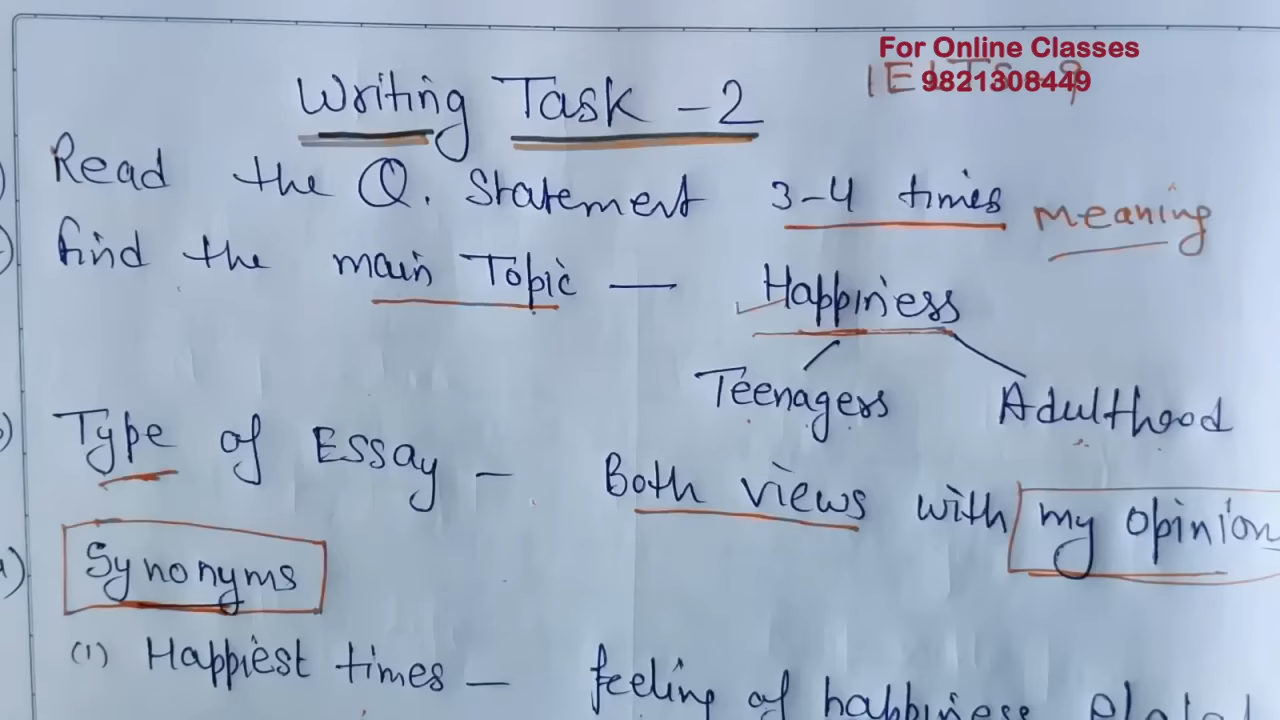 For Online Classes
9821308449
Writing Task - 2
Read the Q. Statement 3-4 times meaning
find the main Topic — Happiness
Teenagers Adulthood
Type of Essay - Both views with my opinion
Synonyms
(1) Happiest times — feeling of happiness